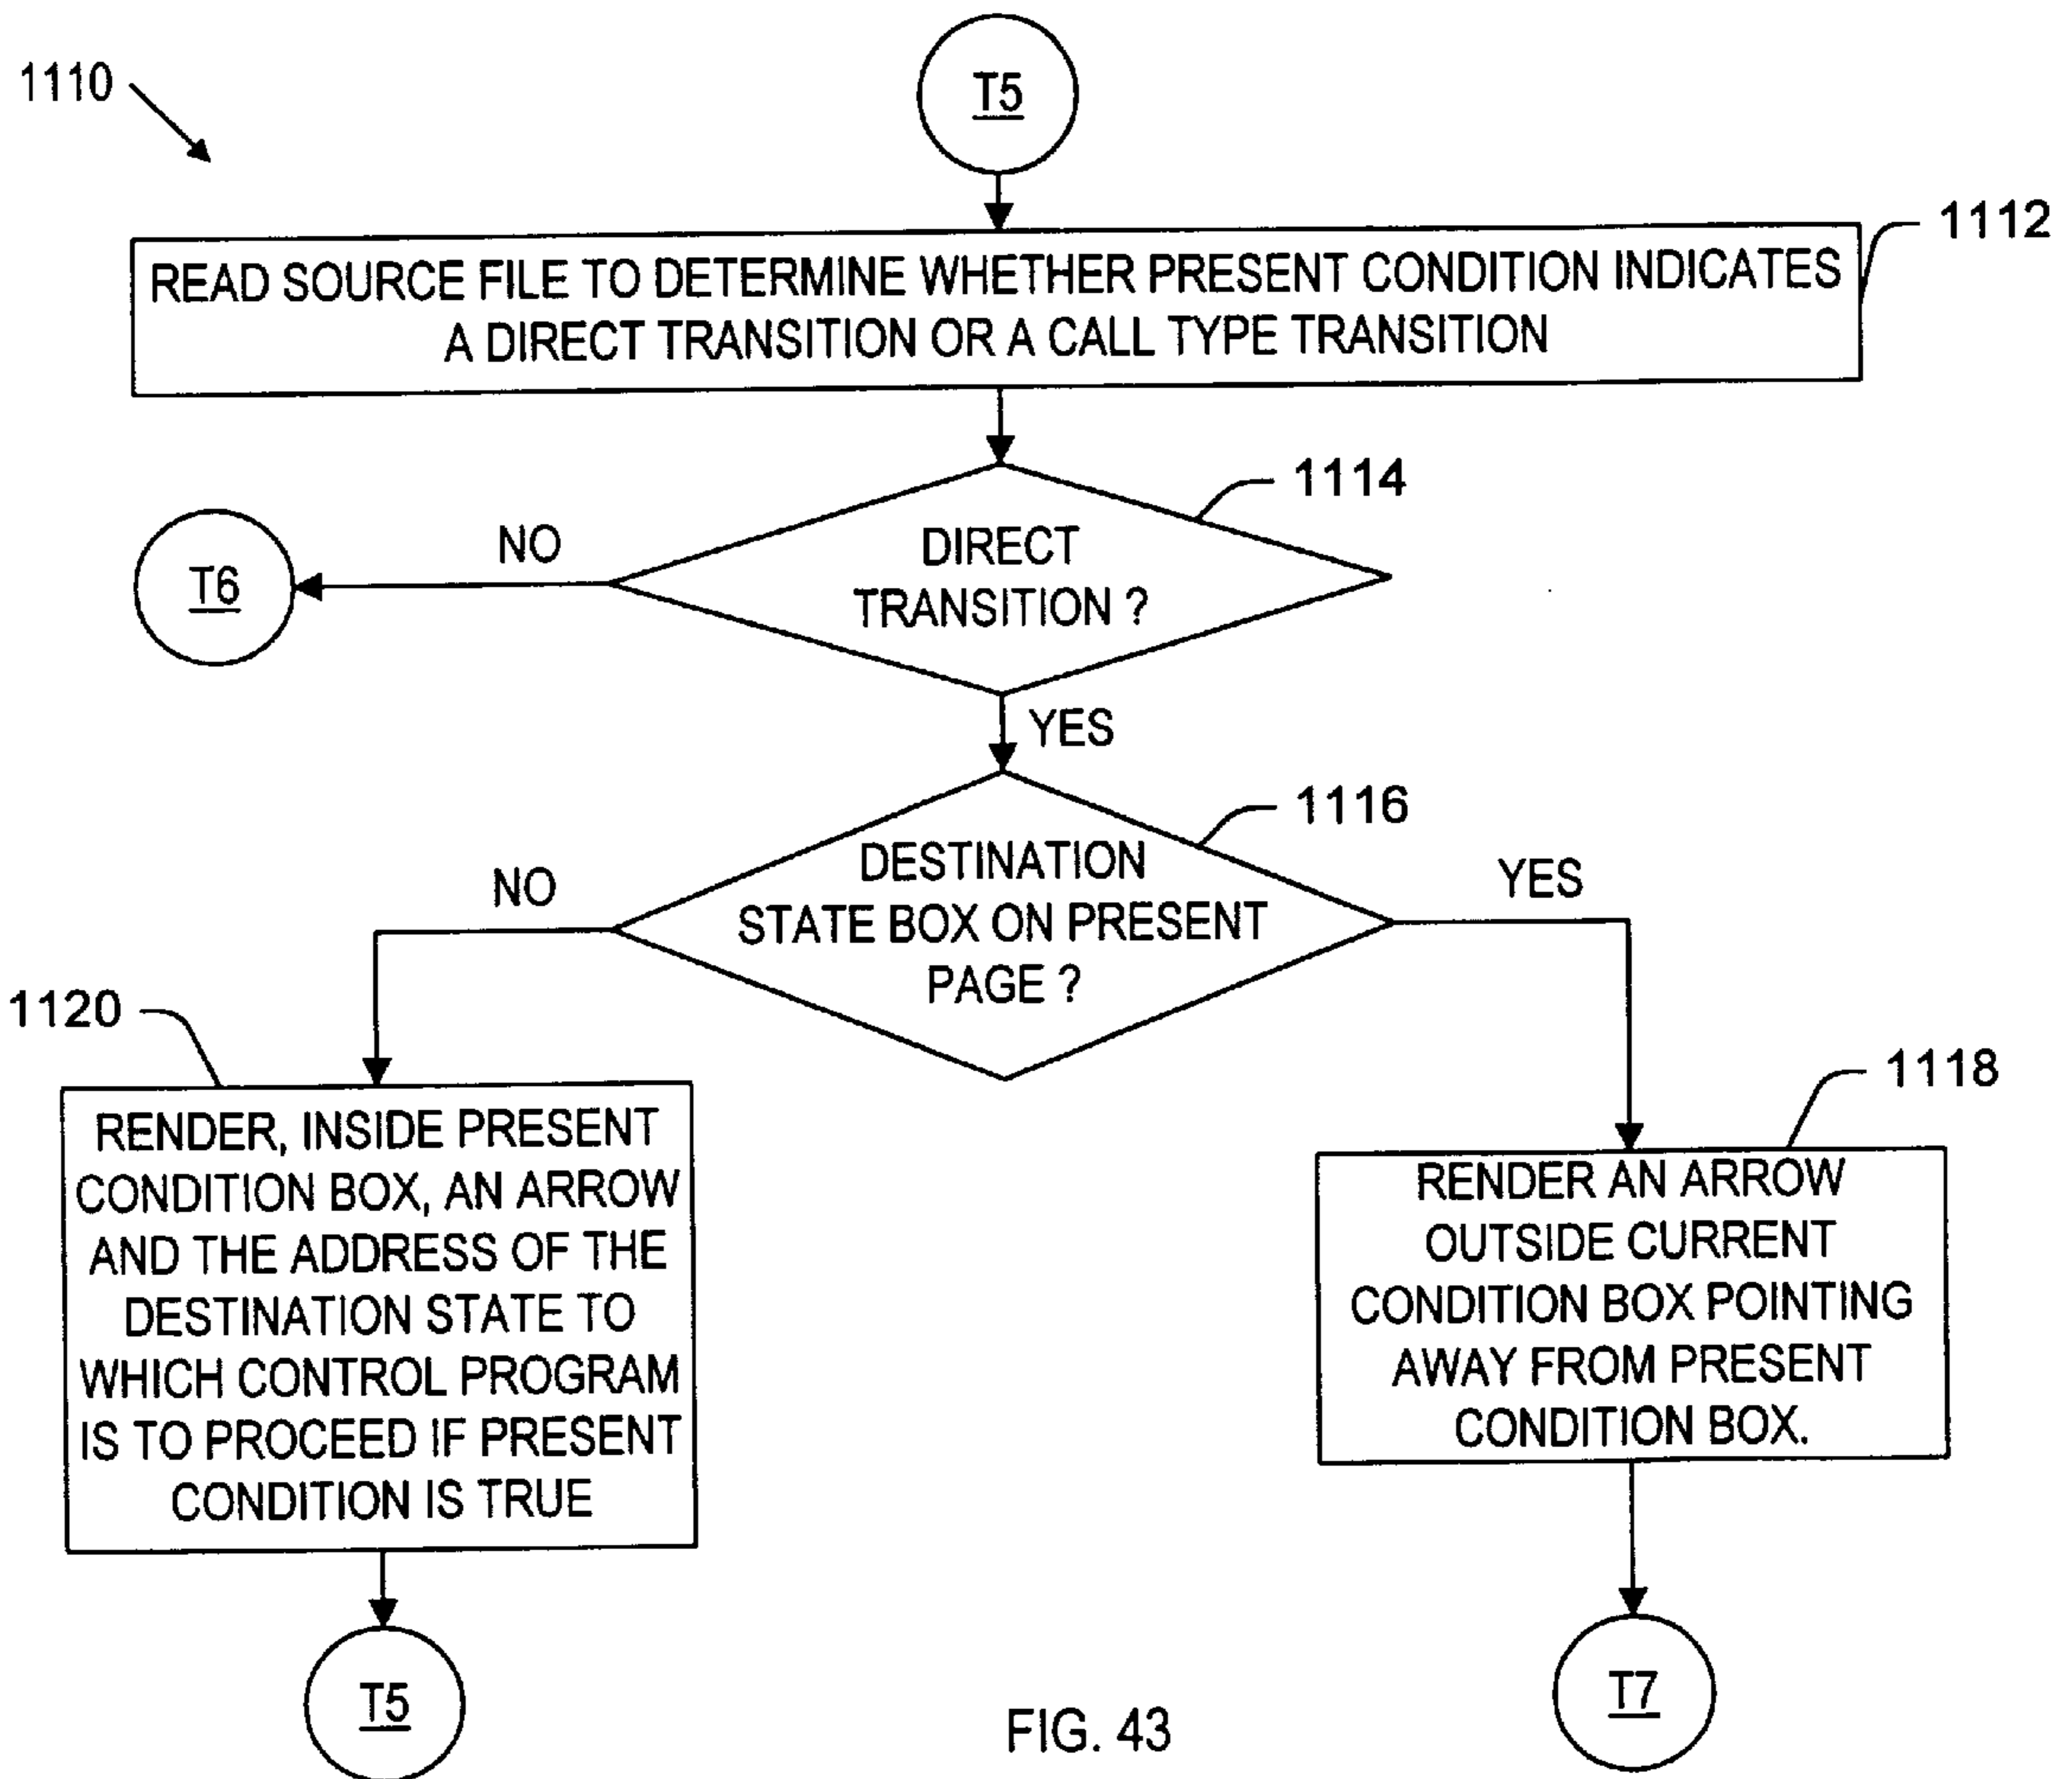 1110
T5
1112
READ SOURCE FILE TO DETERMINE WHETHER PRESENT CONDITION INDICATES
A DIRECT TRANSITION OR A CALL TYPE TRANSITION
1114
DIRECT
TRANSITION ?
NO
T6
YES
1116
DESTINATION
STATE BOX ON PRESENT
PAGE ?
NO
YES
1120
RENDER, INSIDE PRESENT
CONDITION BOX, AN ARROW
AND THE ADDRESS OF THE
DESTINATION STATE TO
WHICH CONTROL PROGRAM
IS TO PROCEED IF PRESENT
CONDITION IS TRUE
T5
1118
RENDER AN ARROW
OUTSIDE CURRENT
CONDITION BOX POINTING
AWAY FROM PRESENT
CONDITION BOX.
T7
FIG. 43